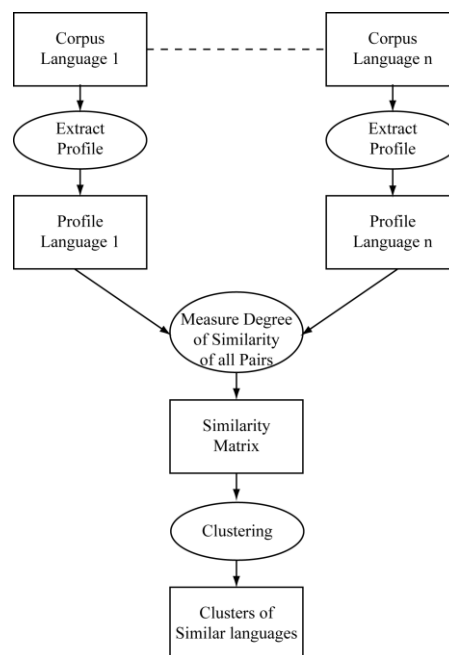 Corpus
Language 1
Corpus
Language n
Extract
Profile
Extract
Profile
Profile
Language 1
Profile
Language n
Measure Degree
of Similarity
of all Pairs
Similarity
Matrix
Clustering
Clusters of
Similar languages